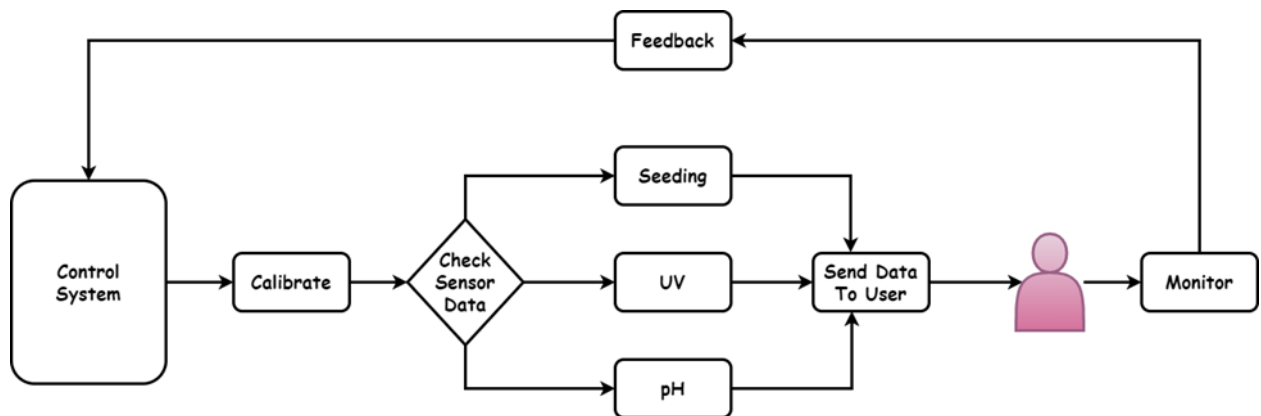 Feedback
Seeding
Control
System
Calibrate
Check
Sensor
Data
UV
Send Data
To User
Monitor
pH